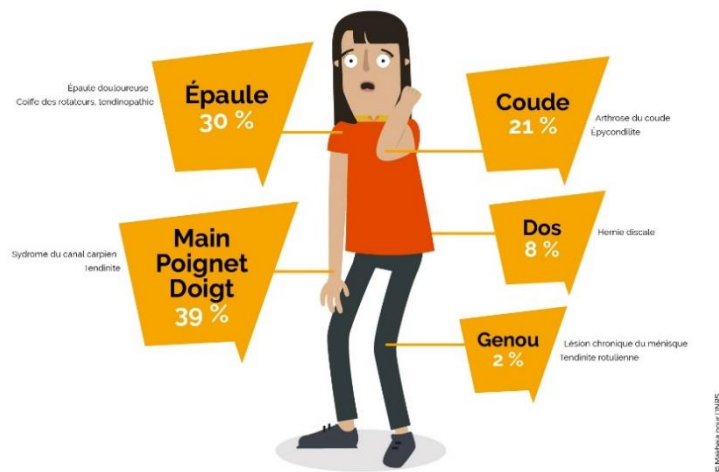 Épaule douloureuse
Coiffe des rotateurs, tendinopathie
Épaule
30 %
Coude
21 %
Arthrose du coude
Épycondilite
Sydrome du canal carpien
Tendinite
Main
Poignet
Doigt
39 %
Dos
8 %
Hernie discale
Genou
2 %
Lésion chronique du ménisque
Tendinite rotulienne